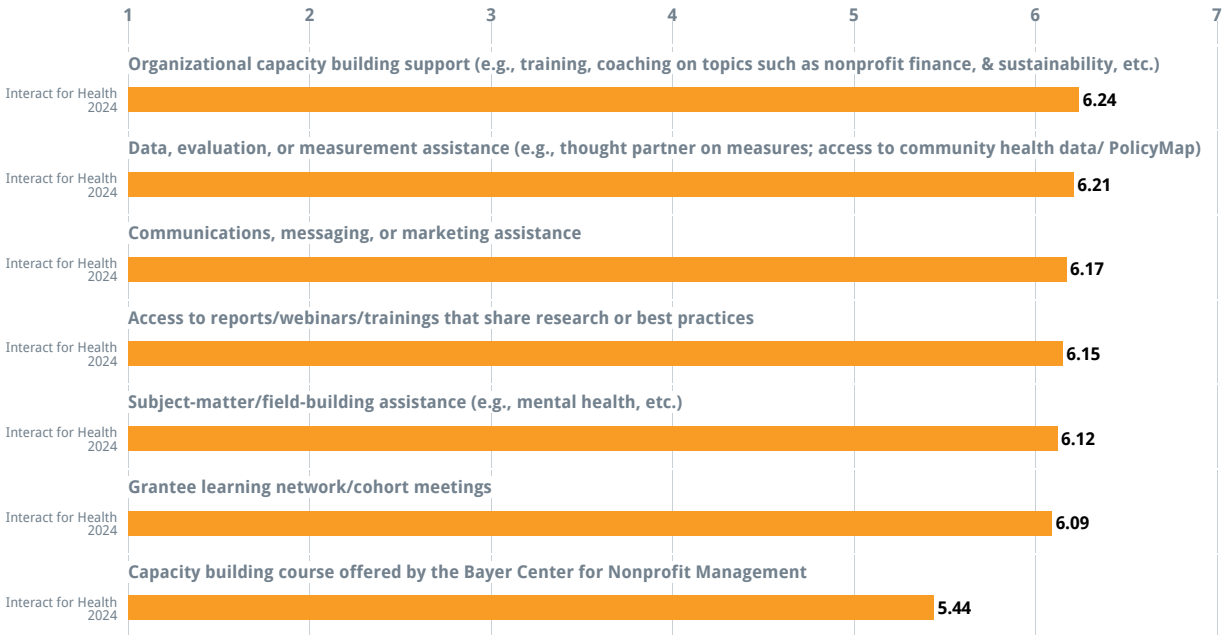 1 2 3 4 5 6 7
Organizational capacity building support (e.g., training, coaching on topics such as nonprofit finance, & sustainability, etc.)
Interact for Health
2024
6.24
Data, evaluation, or measurement assistance (e.g., thought partner on measures; access to community health data/ PolicyMap)
Interact for Health
2024
6.21
Communications, messaging, or marketing assistance
Interact for Health
2024
6.17
Access to reports/webinars/trainings that share research or best practices
Interact for Health
2024
6.15
Subject-matter/field-building assistance (e.g., mental health, etc.)
Interact for Health
2024
6.12
Grantee learning network/cohort meetings
Interact for Health
2024
6.09
Capacity building course offered by the Bayer Center for Nonprofit Management
Interact for Health
2024
5.44